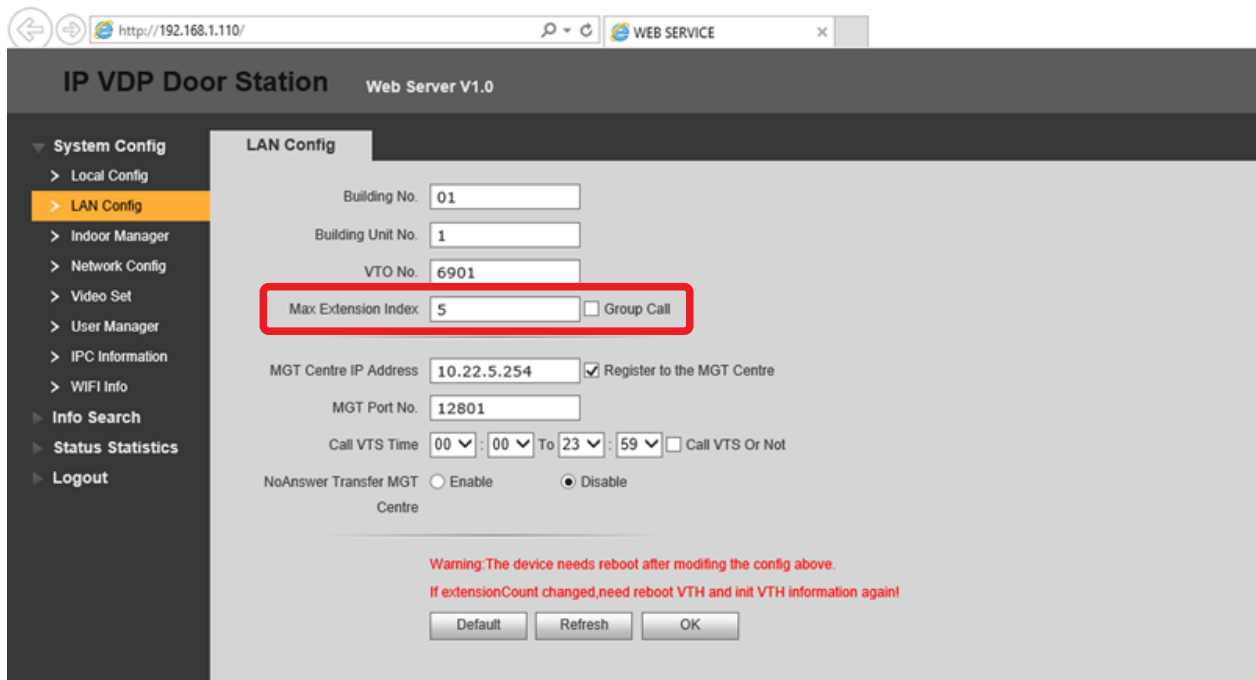 http://192.168.1.110/
WEB SERVICE
IP VDP Door Station
Web Server V1.0
System Config
Local Config
LAN Config
Indoor Manager
Network Config
Video Set
User Manager
IPC Information
WIFI Info
Info Search
Status Statistics
Logout
LAN Config
Building No. 01
Building Unit No. 1
VTO No. 6901
Max Extension Index 5 Group Call
MGT Centre IP Address 10.22.5.254 Register to the MGT Centre
MGT Port No. 12801
Call VTS Time 00 : 00 To 23 : 59 Call VTS Or Not
NoAnswer Transfer MGT Enable Disable
Centre
Warning:The device needs reboot after modifing the config above.
If extensionCount changed,need reboot VTH and init VTH information again!
Default Refresh OK